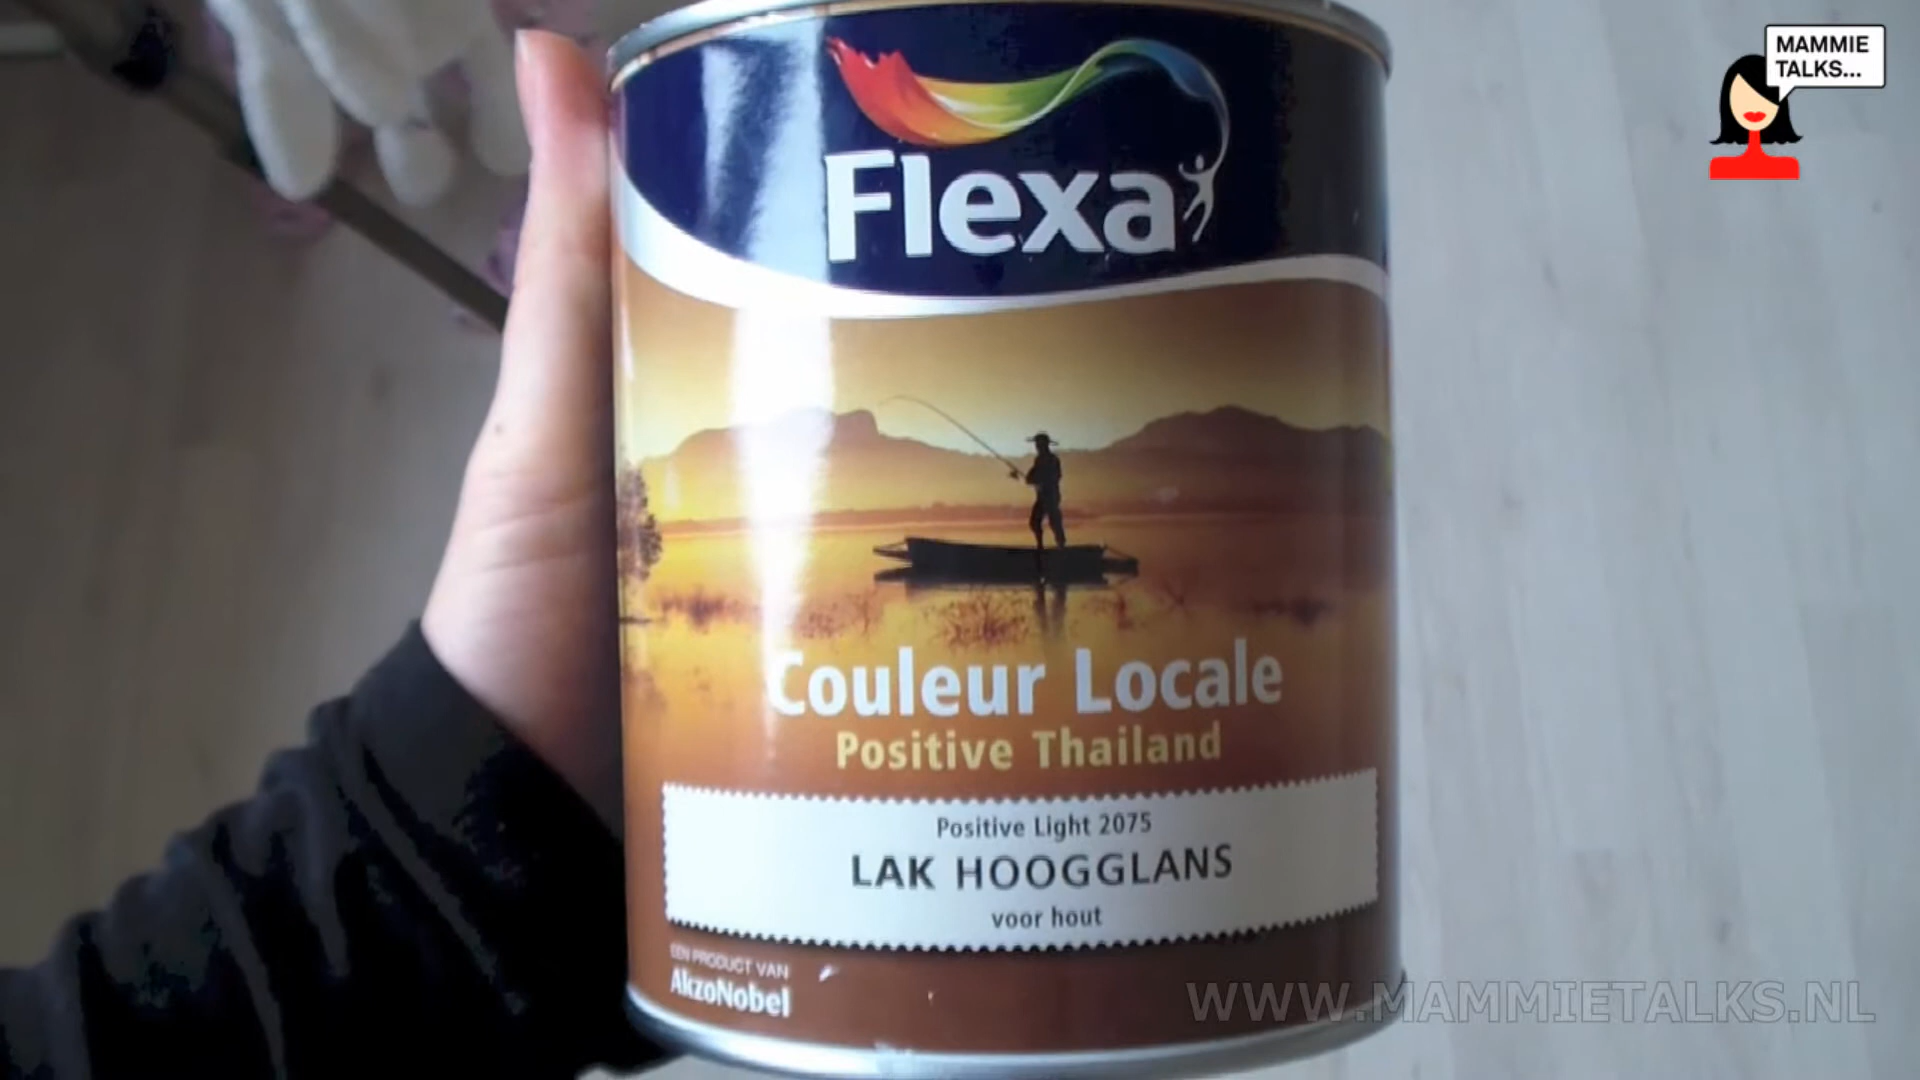 MAMMIE
TALKS...
Flexa
Couleur Locale
Positive Thailand
Positive Light 2075
LAK HOOGGLANS
voor hout
EEN PRODUCT VAN
AkzoNobel
WWW.MAMMIETALKS.NL